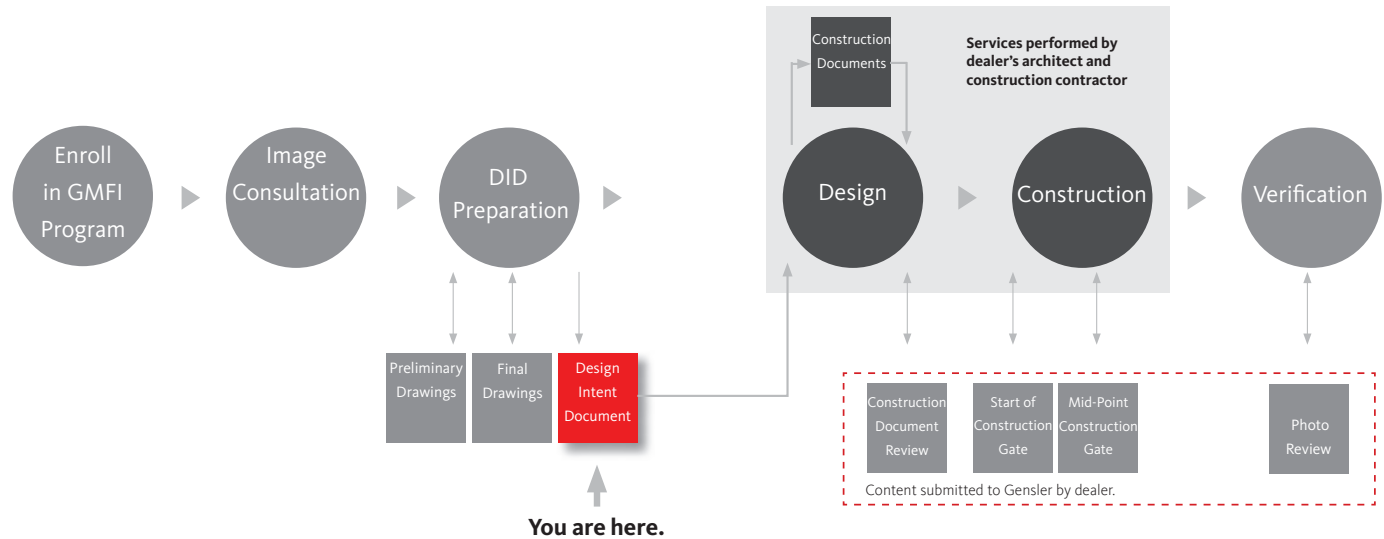 Construction
Documents
Services performed by
dealer's architect and
construction contractor
Enroll
in GMFI
Program
Image
Consultation
DID
Preparation
Design
Construction
Verification
Preliminary
Drawings
Final
Drawings
Design
Intent
Document
Construction
Document
Review
Start of
Construction
Gate
Mid-Point
Construction
Gate
Photo
Review
Content submitted to Gensler by dealer.
You are here.